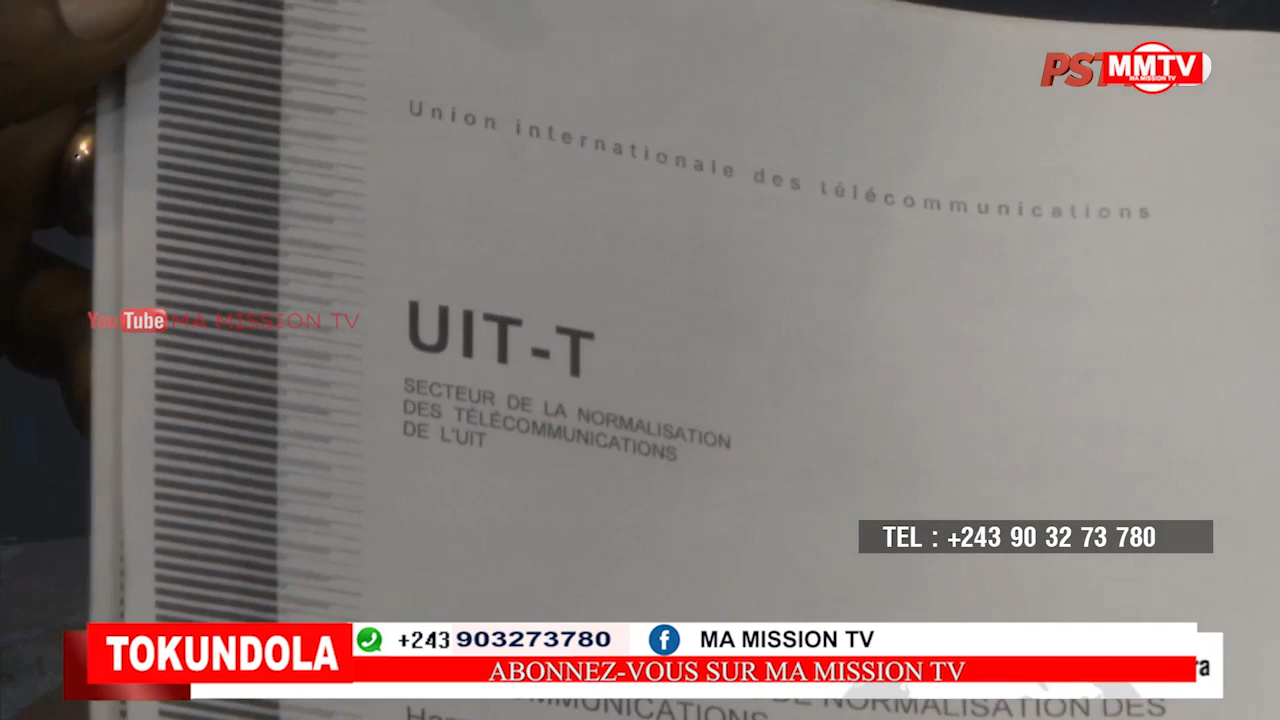 MMTV
MA MISSION TV
Union internationale des télécommunications
YouTube MA MISSION TV
UIT-T
SECTEUR DE LA NORMALISATION
DES TÉLÉCOMMUNICATIONS
DE L'UIT
TEL : +243 90 32 73 780
TOKUNDOLA
+243 903273780
MA MISSION TV
ABONNEZ-VOUS SUR MA MISSION TV
DE NORMALISATION DES